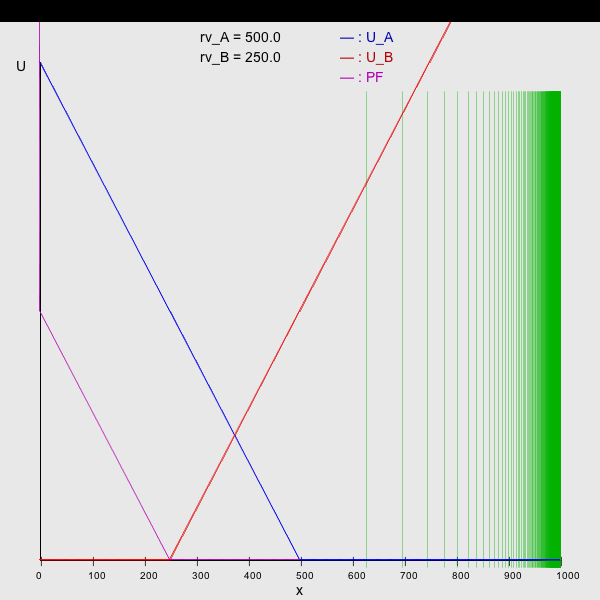 rv_A = 500.0 — : U_A
rv_B = 250.0 — : U_B
— : PF
U
0 100 200 300 400 500 600 700 800 900 1000
x